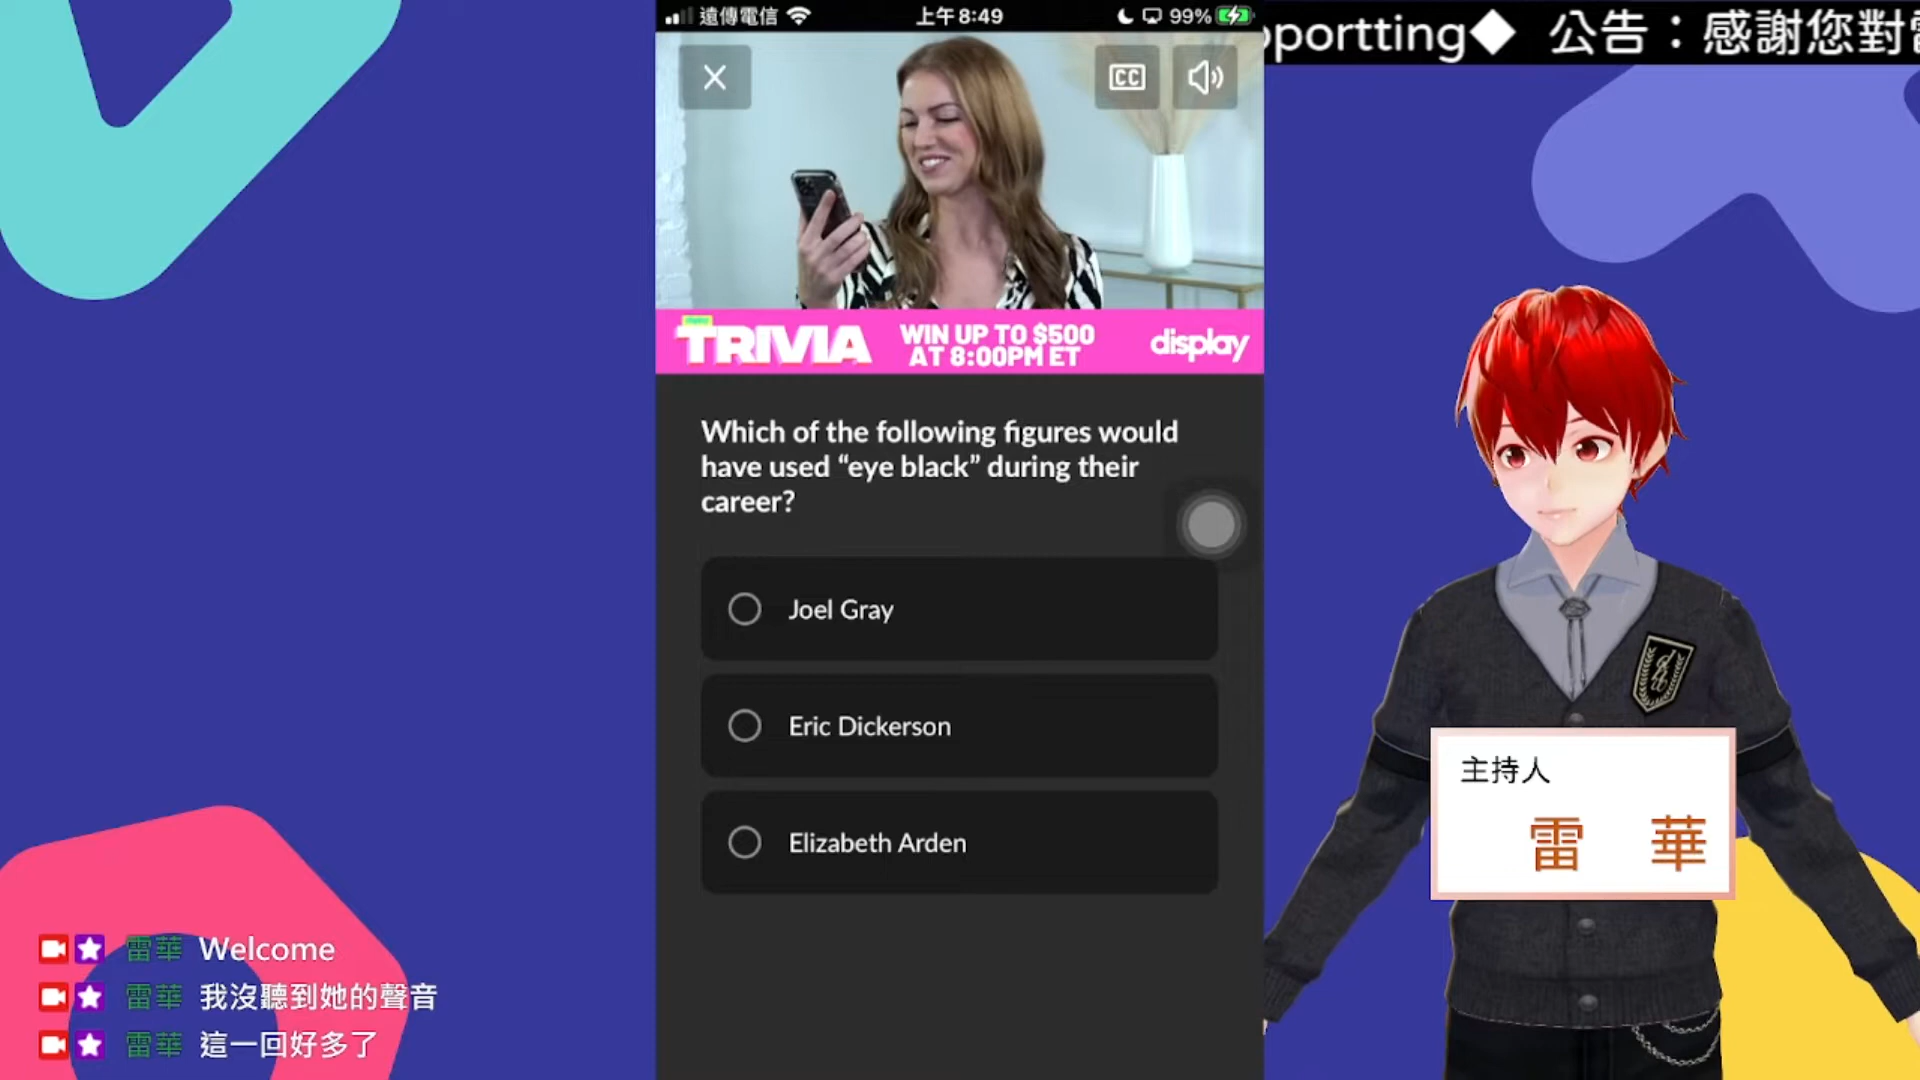 遠傳電信
上午8:49
99%
CC
TRIVIA
WIN UP TO $500
AT 8:00PM ET
display
Which of the following figures would
have used “eye black” during their
career?
Joel Gray
Eric Dickerson
Elizabeth Arden
pportting◆ 公告：感謝您對
主持人
雷 華
雷華 Welcome
雷華 我沒聽到她的聲音
雷華 這一回好多了